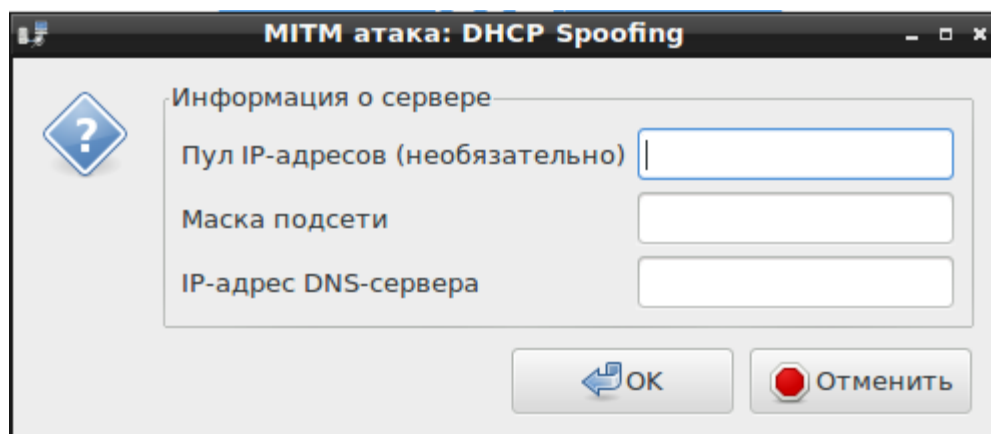 MITM атака: DHCP Spoofing
Информация о сервере
Пул IP-адресов (необязательно)
Маска подсети
IP-адрес DNS-сервера
OK
Отменить